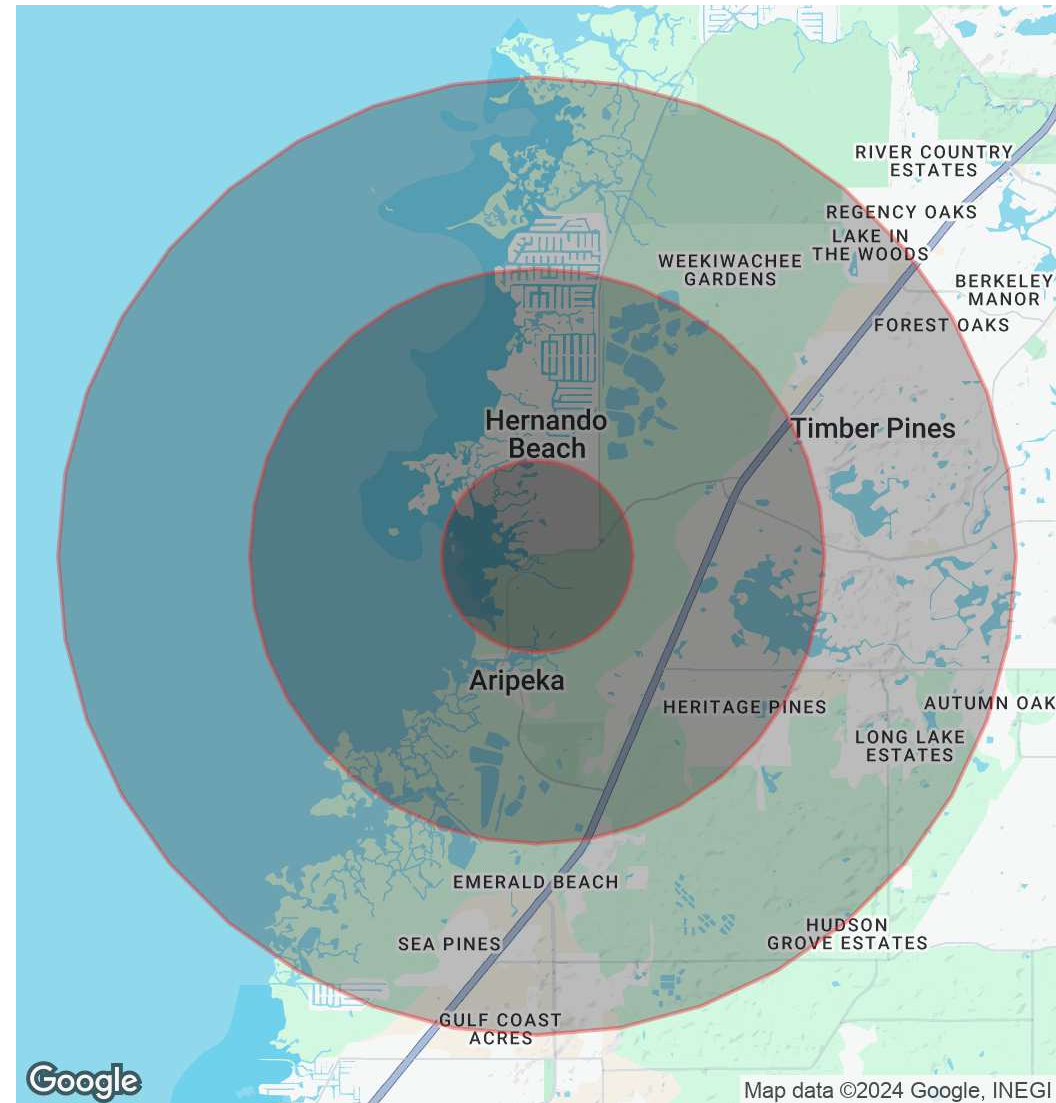 RIVER COUNTRY
ESTATES
REGENCY OAKS
LAKE IN
THE WOODS
WEEKIWACHEE
GARDENS
BERKELEY
MANOR
FOREST OAKS
Hernando
Beach
Timber Pines
Aripeka
HERITAGE PINES
AUTUMN OAK
LONG LAKE
ESTATES
EMERALD BEACH
HUDSON
GROVE ESTATES
SEA PINES
GULF COAST
ACRES
Google
Map data ©2024 Google, INEGI